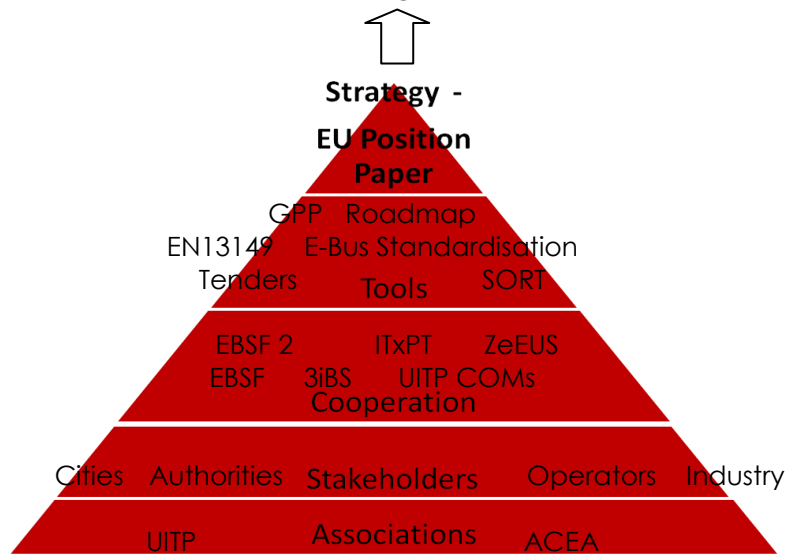 Strategy -
EU Position
Paper
GPP Roadmap
EN13149 E-Bus Standardisation
Tenders Tools SORT
EBSF 2 ITxPT ZeEUS
EBSF 3iBS UITP COMs
Cooperation
Cities Authorities Stakeholders Operators Industry
UITP Associations ACEA